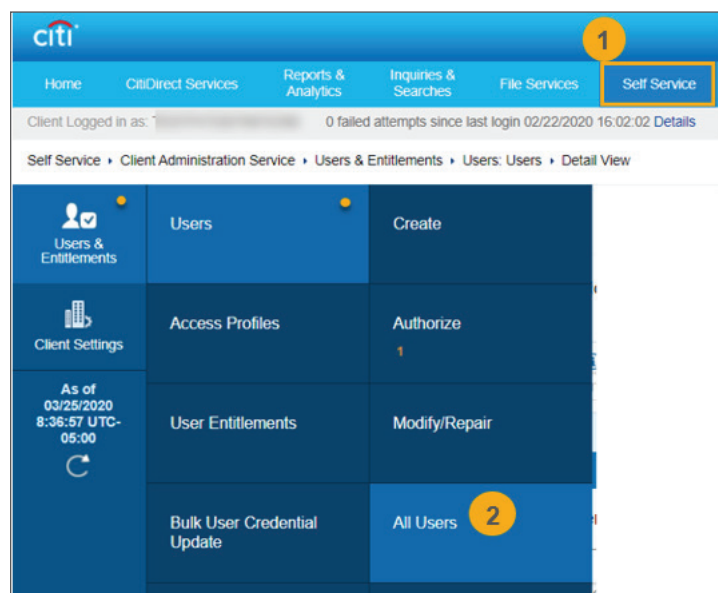 citi
1
Home CitiDirect Services Reports & Analytics Inquiries & Searches File Services Self Service
Client Logged in as: 0 failed attempts since last login 02/22/2020 16:02:02 Details
Self Service ▸ Client Administration Service ▸ Users & Entitlements ▸ Users: Users ▸ Detail View
Users &
Entitlements
Users
Create
Client Settings
Access Profiles
Authorize
1
As of
03/25/2020
8:36:57 UTC-
05:00
User Entitlements
Modify/Repair
Bulk User Credential
Update
All Users
2